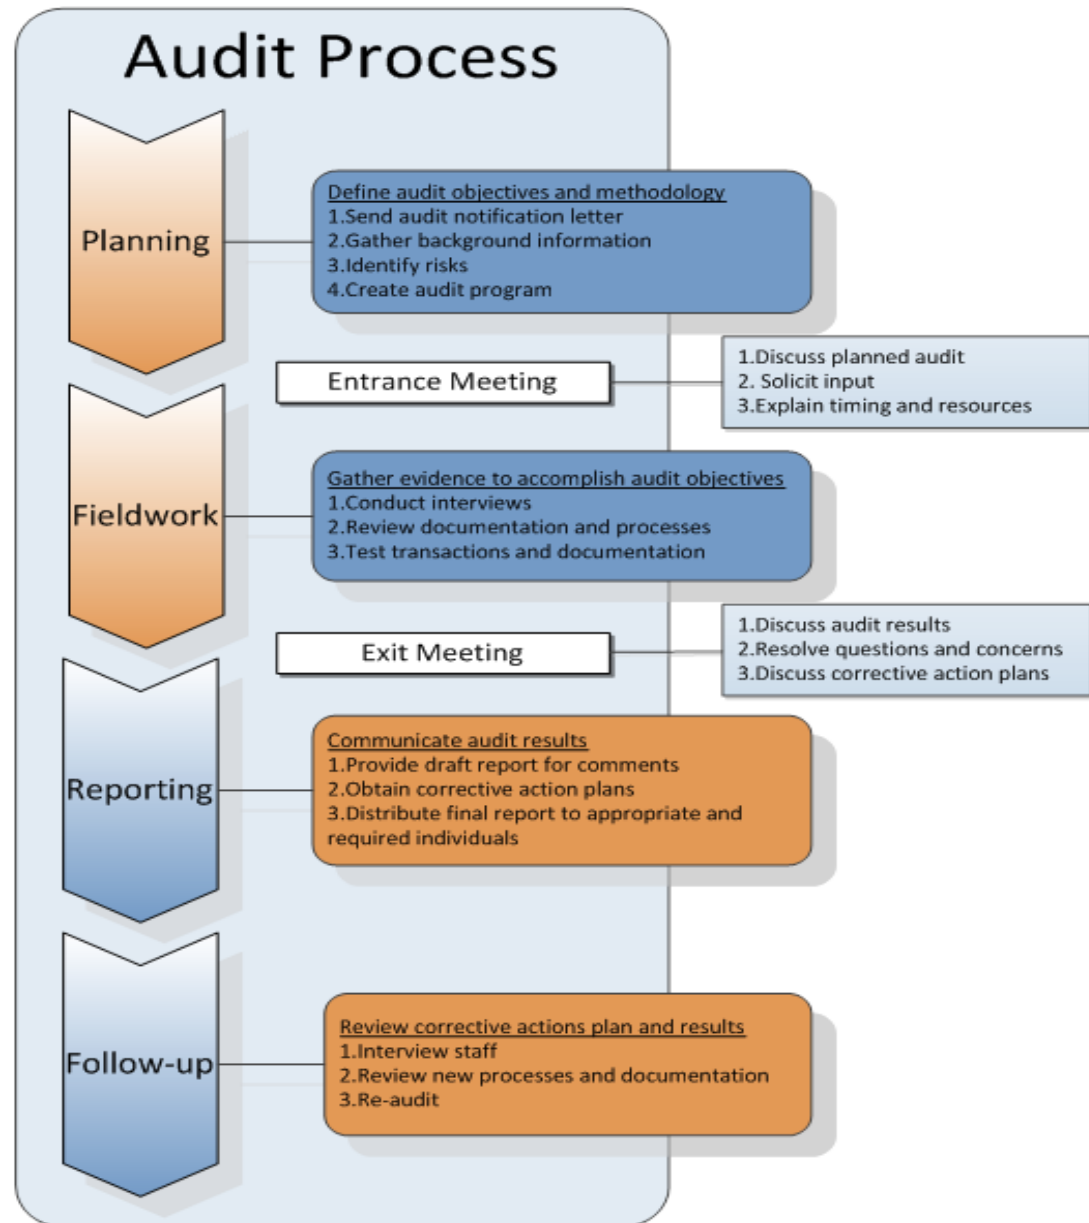 Audit Process
Planning
Define audit objectives and methodology
1.Send audit notification letter
2.Gather background information
3.Identify risks
4.Create audit program
Entrance Meeting
1.Discuss planned audit
2. Solicit input
3.Explain timing and resources
Fieldwork
Gather evidence to accomplish audit objectives
1.Conduct interviews
2.Review documentation and processes
3.Test transactions and documentation
Exit Meeting
1.Discuss audit results
2.Resolve questions and concerns
3.Discuss corrective action plans
Reporting
Communicate audit results
1.Provide draft report for comments
2.Obtain corrective action plans
3.Distribute final report to appropriate and
required individuals
Follow-up
Review corrective actions plan and results
1.Interview staff
2.Review new processes and documentation
3.Re-audit